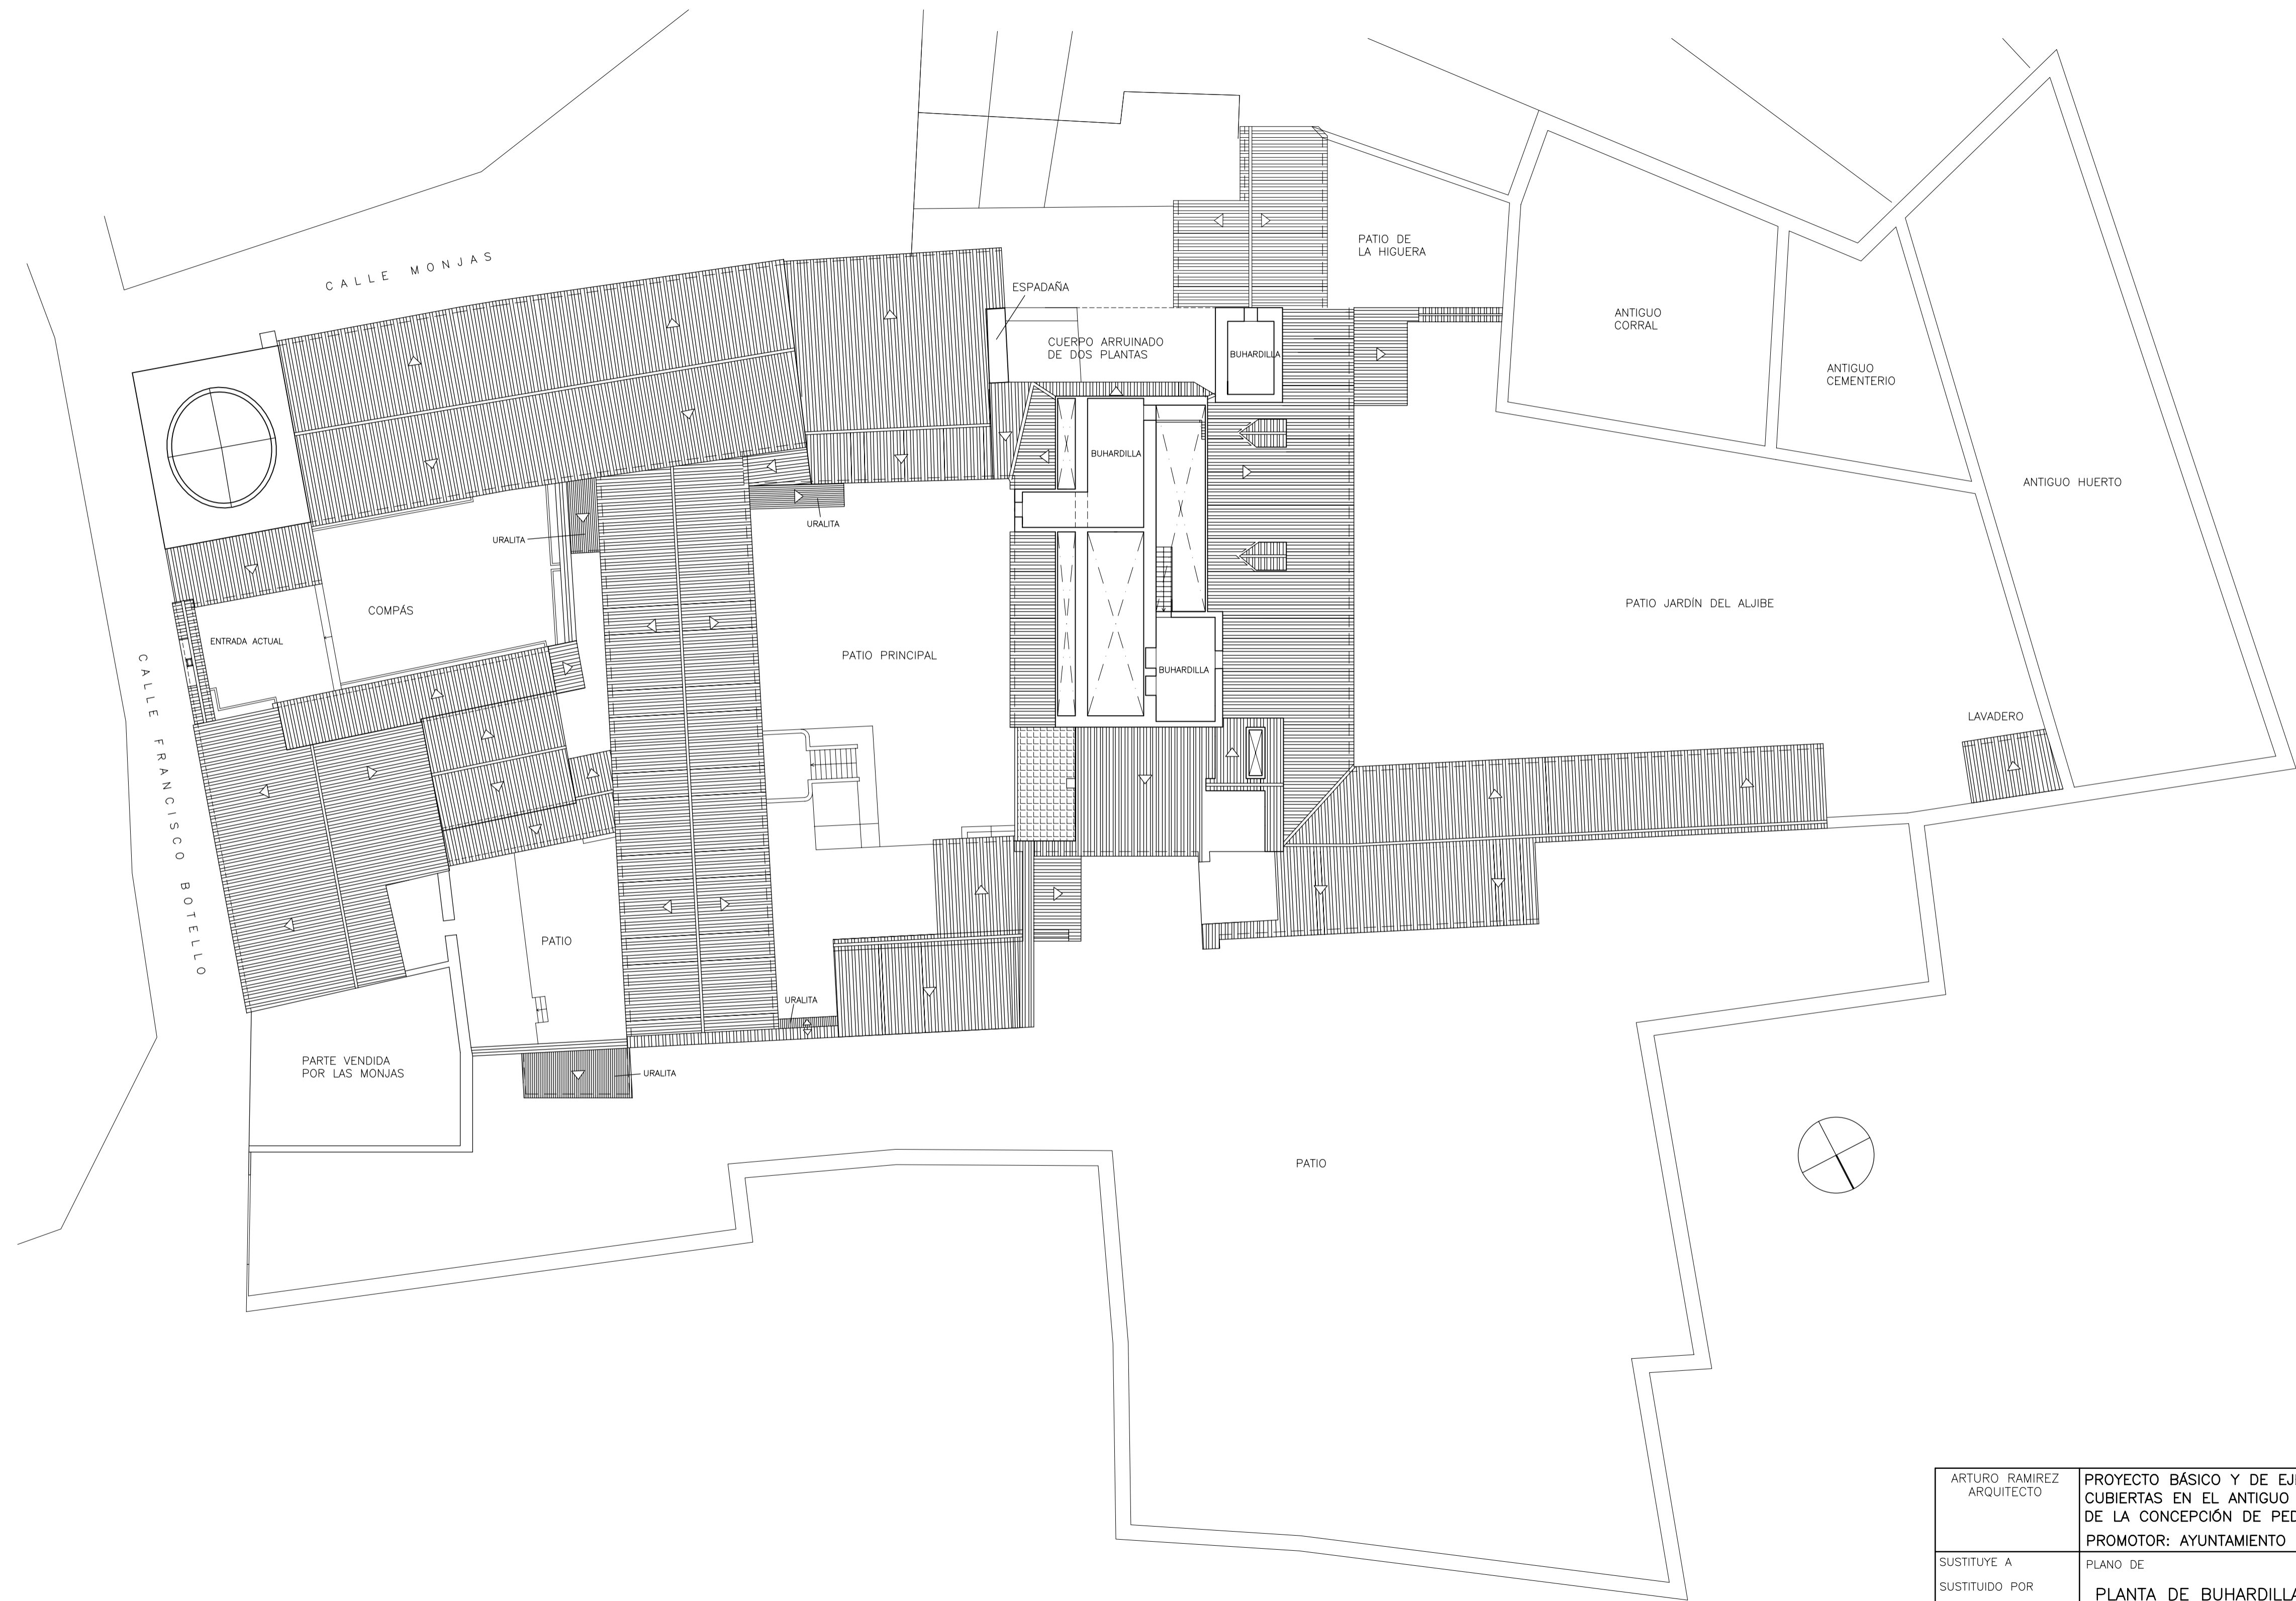 CALLE MONJAS
ESPADAÑA
PATIO DE
LA HIGUERA
ANTIGUO
CORRAL
CUERPO ARRUINADO
DE DOS PLANTAS
BUHARDILLA
ANTIGUO
CEMENTERIO
BUHARDILLA
ANTIGUO HUERTO
URALITA
URALITA
COMPÁS
PATIO JARDÍN DEL ALJIBE
ENTRADA ACTUAL
PATIO PRINCIPAL
BUHARDILLA
CALLE FRANCISCO BOTELLO
LAVADERO
PATIO
URALITA
PARTE VENDIDA
POR LAS MONJAS
URALITA
PATIO
ARTURO RAMIREZ
ARQUITECTO
PROYECTO BÁSICO Y DE
CUBIERTAS EN EL ANTIGUO
DE LA CONCEPCIÓN DE
PROMOTOR: AYUNTAMIENTO
SUSTITUYE A
SUSTITUIDO POR
PLANO DE
PLANTA DE BUHARDILLA